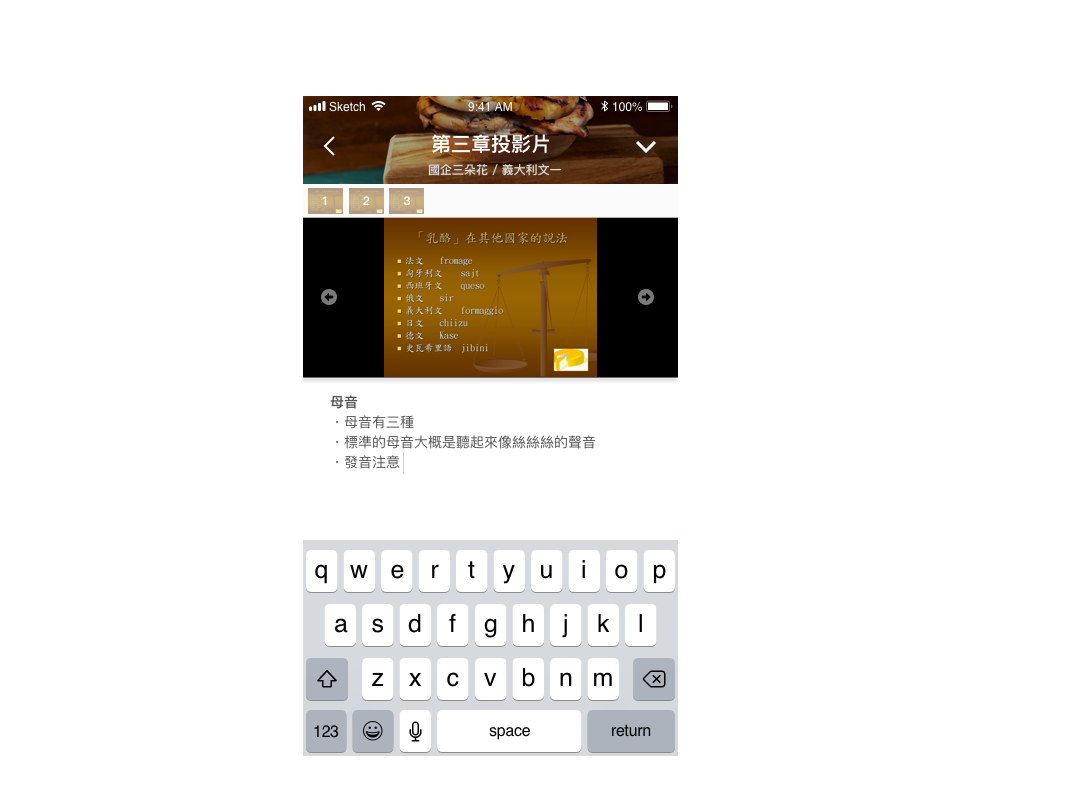 Sketch 9:41 AM 100%
第三章投影片
國企三朵花 / 義大利文一
1 2 3
「乳酪」在其他國家的說法
法文 fromage
匈牙利文 sajt
西班牙文 queso
俄文 sir
義大利文 formaggio
日文 chiizu
德文 Kase
史瓦希里語 jibini
母音
・母音有三種
・標準的母音大概是聽起來像絲絲絲的聲音
・發音注意
q w e r t y u i o p
a s d f g h j k l
z x c v b n m
123 space return